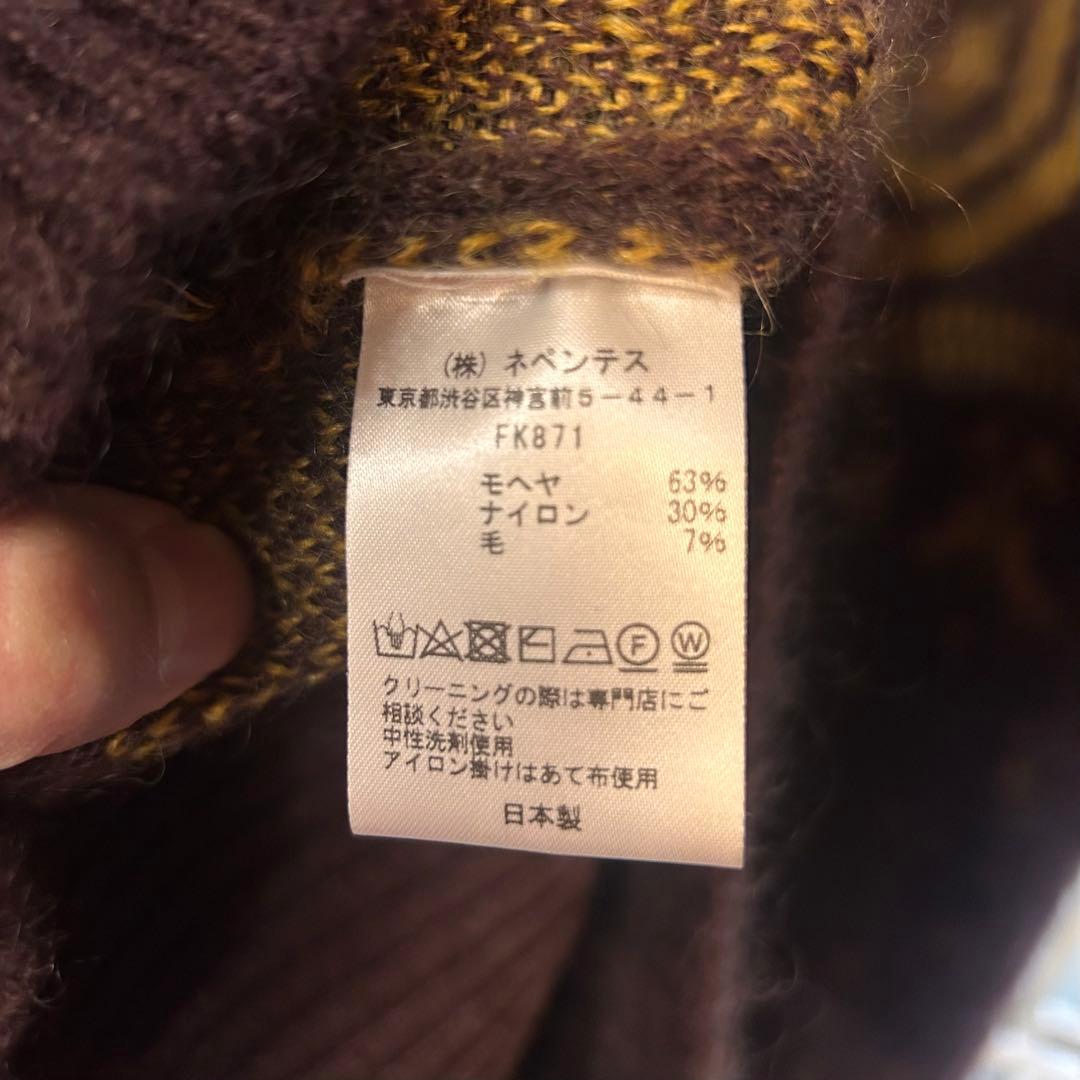 (株) ネペンテス
東京都渋谷区神宮前5-44-1
FK871
モヘヤ 63%
ナイロン 30%
毛 7%
F W
クリーニングの際は専門店にご
相談ください
中性洗剤使用
アイロン掛けはあて布使用
日本製